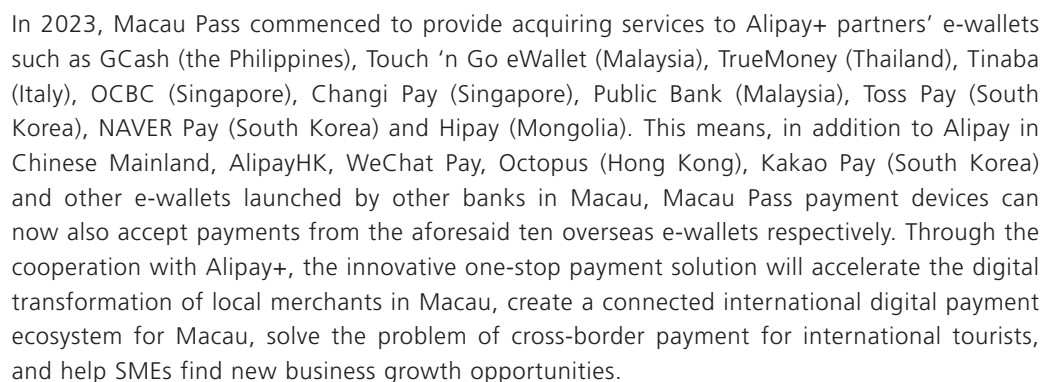 In 2023, Macau Pass commenced to provide acquiring services to Alipay+ partners’ e-wallets
such as GCash (the Philippines), Touch ‘n Go eWallet (Malaysia), TrueMoney (Thailand), Tinaba
(Italy), OCBC (Singapore), Changi Pay (Singapore), Public Bank (Malaysia), Toss Pay (South
Korea), NAVER Pay (South Korea) and Hipay (Mongolia). This means, in addition to Alipay in
Chinese Mainland, AlipayHK, WeChat Pay, Octopus (Hong Kong), Kakao Pay (South Korea)
and other e-wallets launched by other banks in Macau, Macau Pass payment devices can
now also accept payments from the aforesaid ten overseas e-wallets respectively. Through the
cooperation with Alipay+, the innovative one-stop payment solution will accelerate the digital
transformation of local merchants in Macau, create a connected international digital payment
ecosystem for Macau, solve the problem of cross-border payment for international tourists,
and help SMEs find new business growth opportunities.